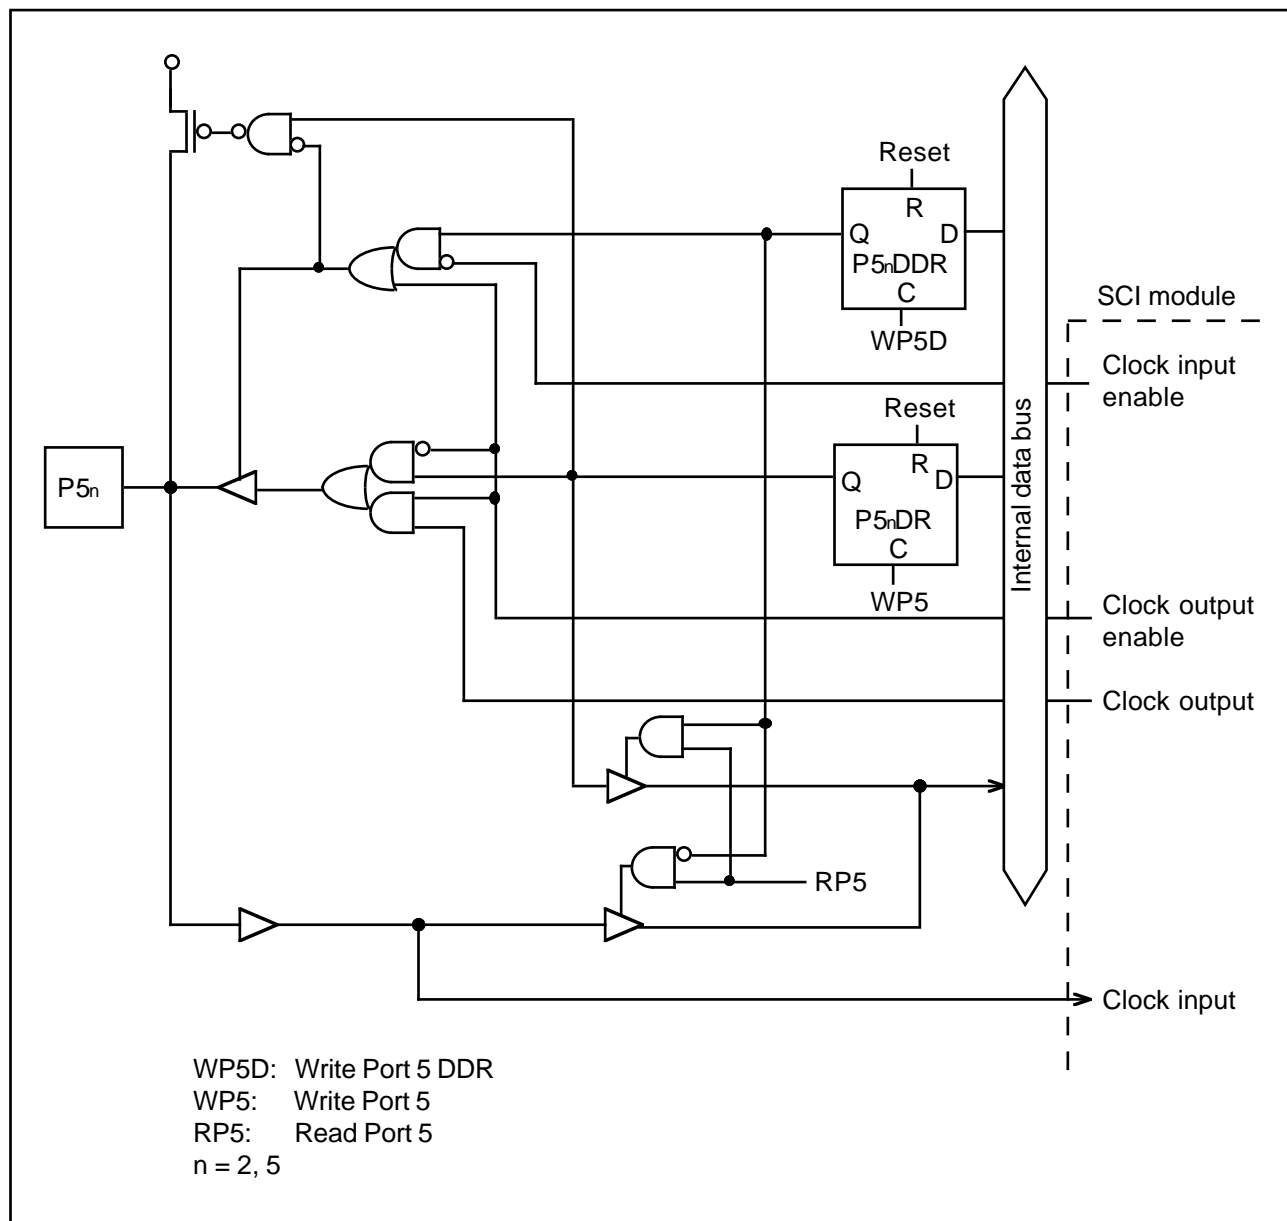 Reset
R
Q
D
P5nDDR
C
WP5D
SCI module
Clock input
enable
Reset
R
Q
D
P5nDR
C
WP5
Internal data bus
P5n
Clock output
enable
Clock output
RP5
Clock input
WP5D: Write Port 5 DDR
WP5: Write Port 5
RP5: Read Port 5
n = 2, 5